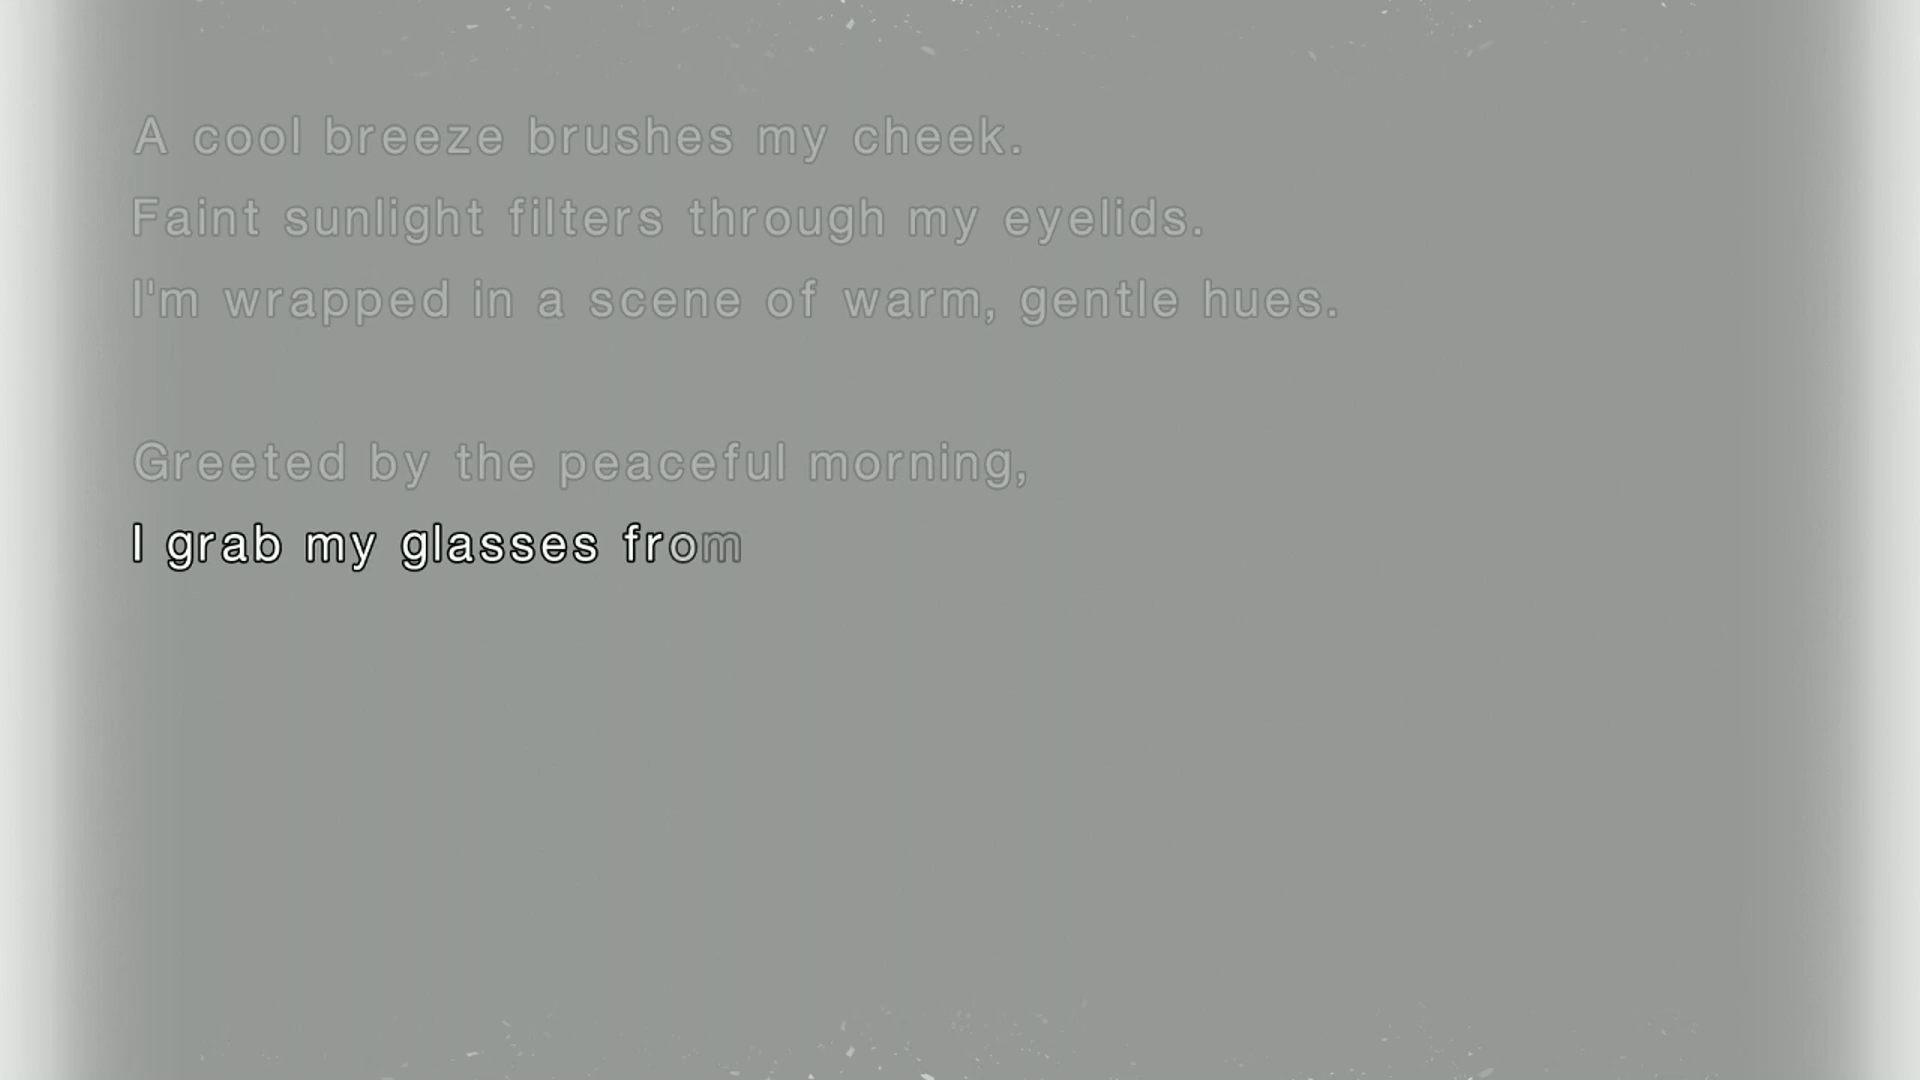 A cool breeze brushes my cheek.
Faint sunlight filters through my eyelids.
I'm wrapped in a scene of warm, gentle hues.
Greeted by the peaceful morning,
I grab my glasses from